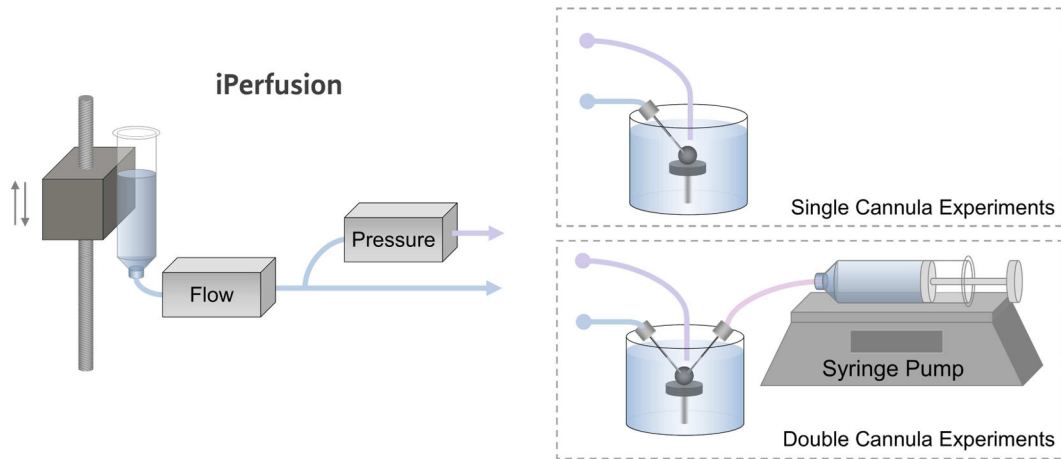 iPerfusion
Pressure
Flow
Single Cannula Experiments
Syringe Pump
Double Cannula Experiments